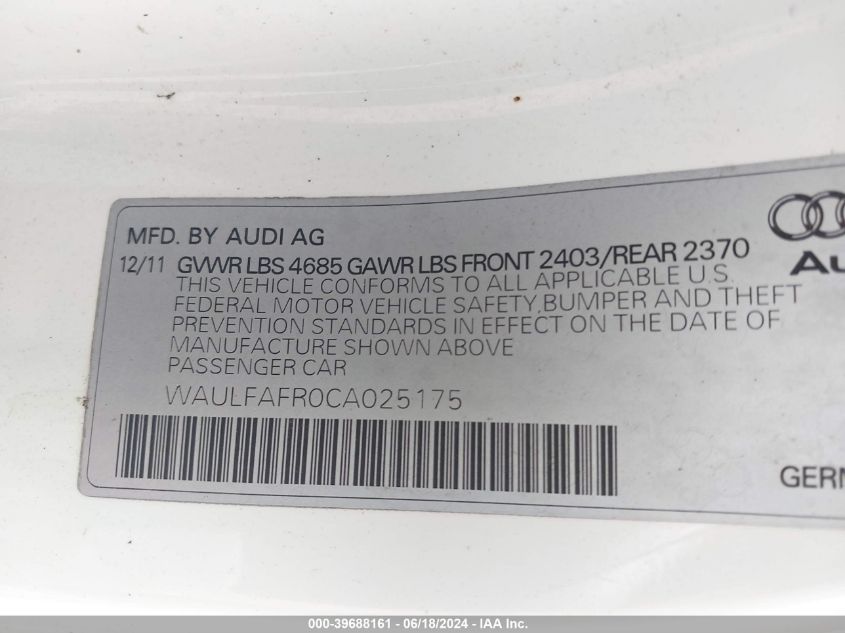 MFD. BY AUDI AG
12/11 GVWR LBS 4685 GAWR LBS FRONT 2403/REAR 2370
THIS VEHICLE CONFORMS TO ALL APPLICABLE U.S.
FEDERAL MOTOR VEHICLE SAFETY, BUMPER AND THEFT
PREVENTION STANDARDS IN EFFECT ON THE DATE OF
MANUFACTURE SHOWN ABOVE
PASSENGER CAR
WAULFAFR0CA025175
Au
GERM
000-39688161 - 06/18/2024 - IAA Inc.